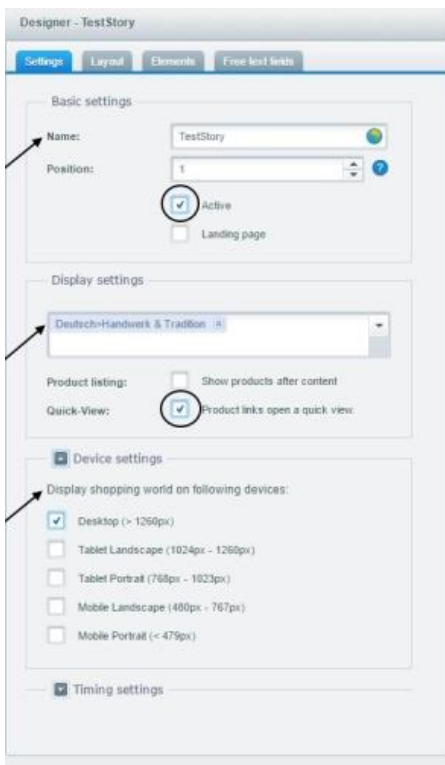 Designer - TestStory
Settings Layout Elements Free text fields
Basic settings
Name: TestStory
Position: 1
Active
Landing page
Display settings
Deutsch>Handwerk & Tradition
Product listing: Show products after content
Quick-View: Product links open a quick view.
Device settings
Display shopping world on following devices:
Desktop (> 1260px)
Tablet Landscape (1024px - 1260px)
Tablet Portrait (768px - 1023px)
Mobile Landscape (480px - 767px)
Mobile Portrait (< 479px)
Timing settings